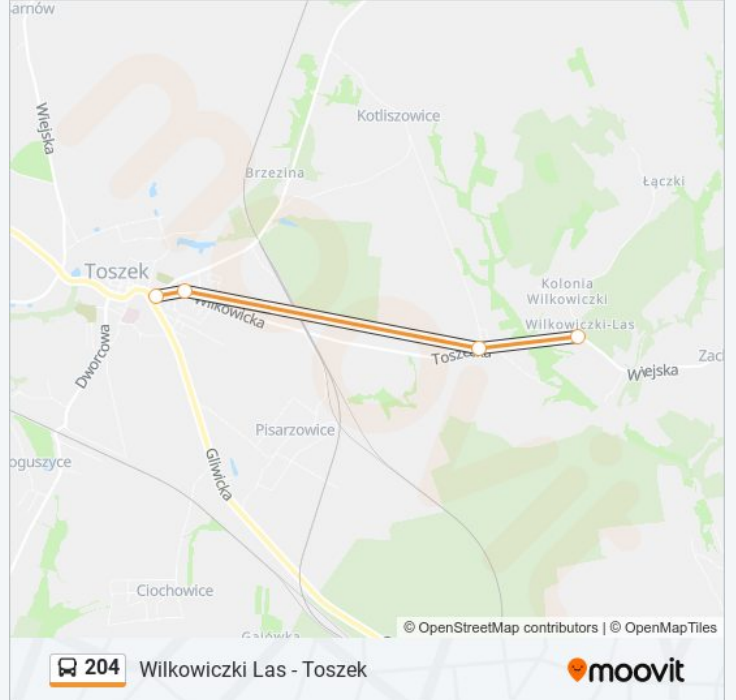 arnów
Wiejska
Kotliszowice
Brzezina
Łączki
Toszek
Kolonia
Wilkowiczki
Wilkowicka
Wilkowiczki-Las
Toszecka
Zac
Wiejska
Dworcowa
Pisarzowice
oguszyce
Gliwicka
Ciochowice
Gajówka
© OpenStreetMap contributors | © OpenMapTiles
204 Wilkowiczki Las - Toszek
moovit